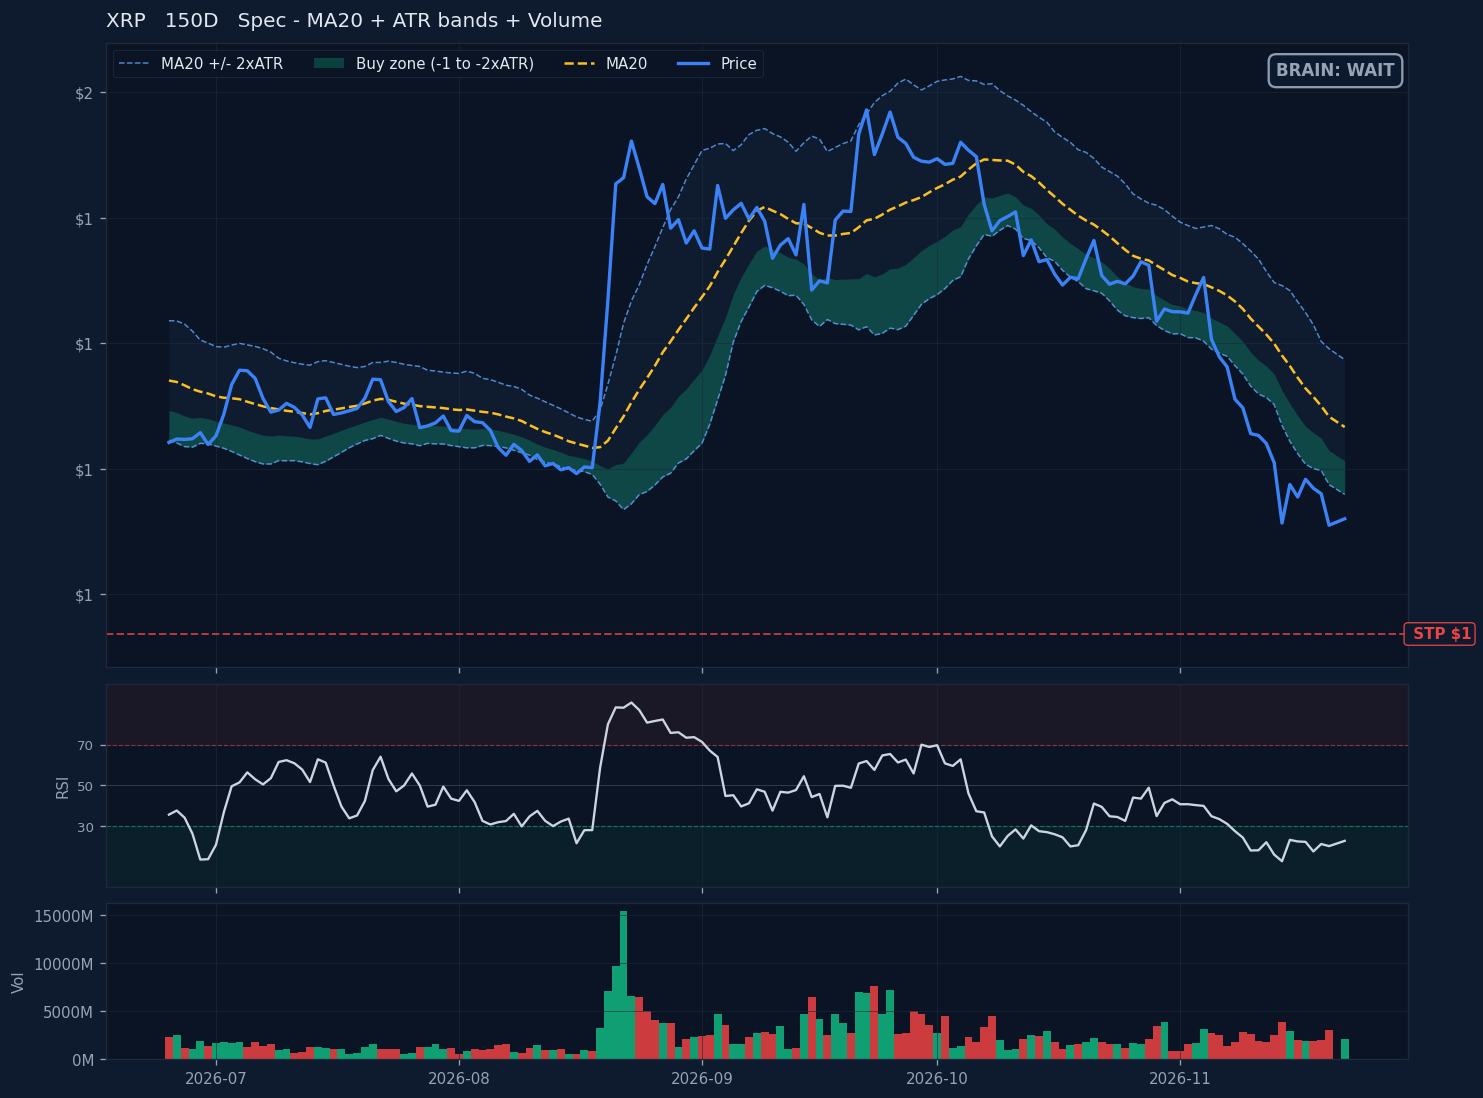 XRP   150D   Spec - MA20 + ATR bands + Volume
MA20 +/- 2xATR
Buy zone (-1 to -2xATR)
MA20
Price
BRAIN: WAIT
$2
$1
$1
$1
$1
STP $1
RSI
70
50
30
Vol
15000M
10000M
5000M
0M
2026-07
2026-08
2026-09
2026-10
2026-11